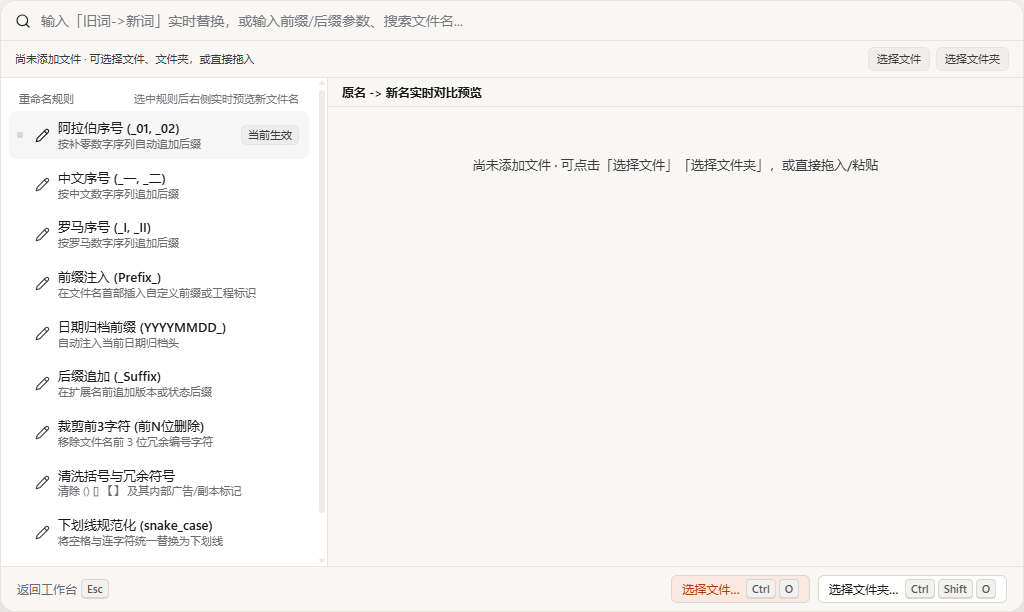 输入「旧词->新词」实时替换，或输入前缀/后缀参数、搜索文件名...
尚未添加文件 · 可选择文件、文件夹，或直接拖入
选择文件
选择文件夹
重命名规则
选中规则后右侧实时预览新文件名
阿拉伯序号 (_01, _02)
按补零数字序列自动追加后缀
当前生效
中文序号 (_一, _二)
按中文数字序列追加后缀
罗马序号 (_I, _II)
按罗马数字序列追加后缀
前缀注入 (Prefix_)
在文件名首部插入自定义前缀或工程标识
日期归档前缀 (YYYYMMDD_)
自动注入当前日期归档头
后缀追加 (_Suffix)
在扩展名前追加版本或状态后缀
裁剪前3字符 (前N位删除)
移除文件名前 3 位冗余编号字符
清洗括号与冗余符号
清除 () [] 【】 及其内部广告/副本标记
下划线规范化 (snake_case)
将空格与连字符统一替换为下划线
原名 -> 新名实时对比预览
尚未添加文件 · 可点击「选择文件」「选择文件夹」，或直接拖入/粘贴
返回工作台 Esc
选择文件... Ctrl O
选择文件夹... Ctrl Shift O